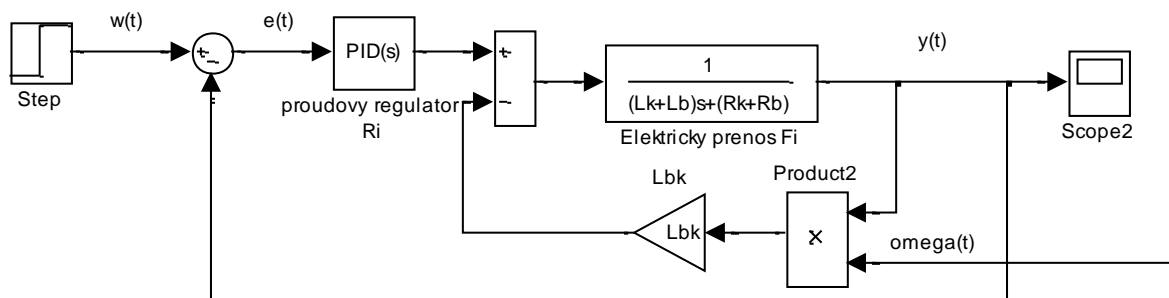 w(t)
e(t)
y(t)
Step
PID(s)
proudovy regulator
Ri
1
(Lk+Lb)s+(Rk+Rb)
Elektricky prenos Fi
Scope2
Lbk
Lbk
Product2
×
omega(t)